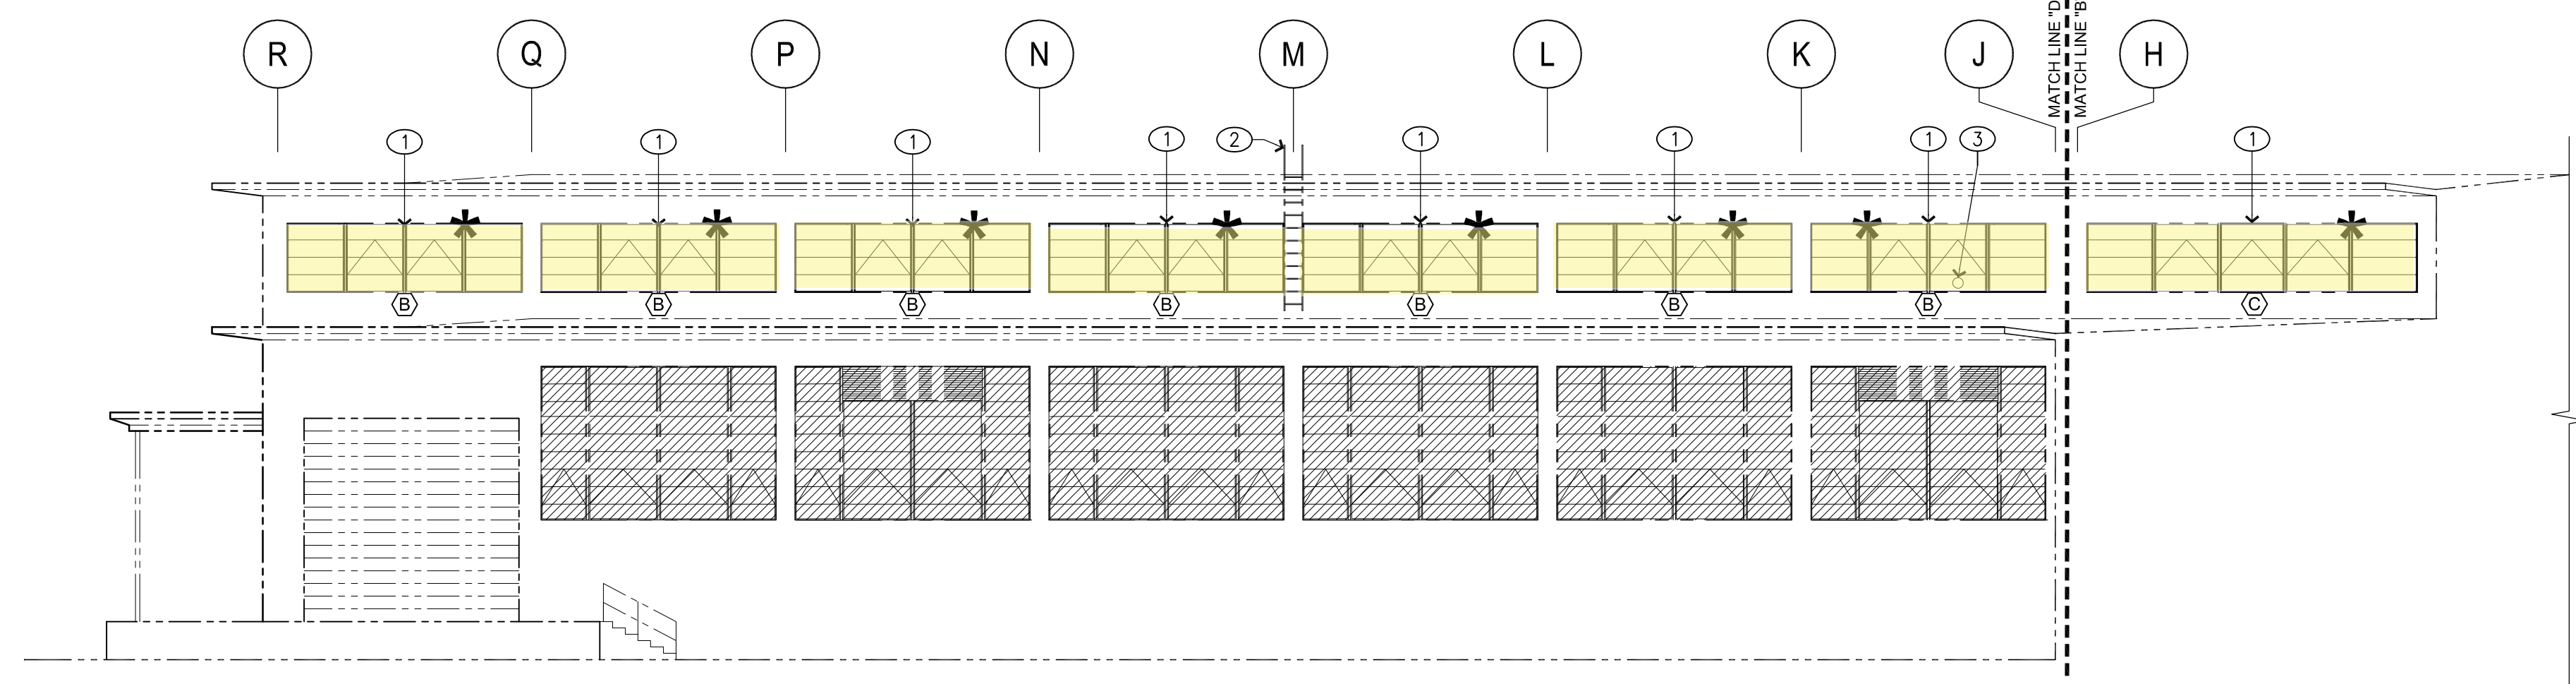 R Q P N M L K J H
MATCH LINE "D
MATCH LINE "B
1 1 1 1 2 1 1 1 3 1
B B B B B B B C